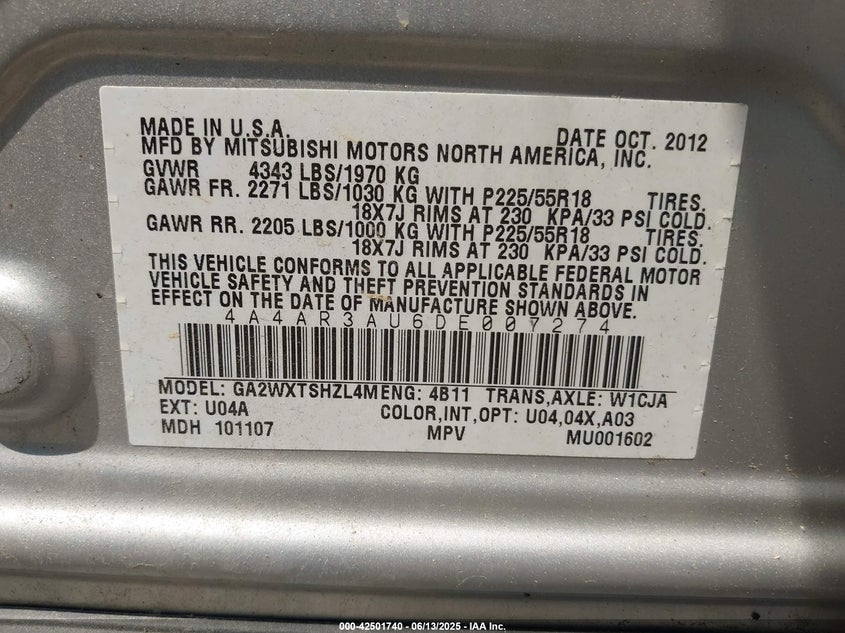 MADE IN U.S.A. DATE OCT. 2012
MFD BY MITSUBISHI MOTORS NORTH AMERICA, INC.
GVWR 4343 LBS/1970 KG
GAWR FR. 2271 LBS/1030 KG WITH P225/55R18 TIRES.
18X7J RIMS AT 230 KPA/33 PSI COLD.
GAWR RR. 2205 LBS/1000 KG WITH P225/55R18 TIRES.
18X7J RIMS AT 230 KPA/33 PSI COLD.
THIS VEHICLE CONFORMS TO ALL APPLICABLE FEDERAL MOTOR
VEHICLE SAFETY AND THEFT PREVENTION STANDARDS IN
EFFECT ON THE DATE OF MANUFACTURE SHOWN ABOVE.
4A4AR3AU6DE007274
MODEL: GA2WXTSHZL4M ENG: 4B11 TRANS,AXLE: W1CJA
EXT: U04A COLOR,INT,OPT: U04,04X,A03
MDH 101107 MPV MU001602
000-42501740 - 06/13/2025 - IAA Inc.